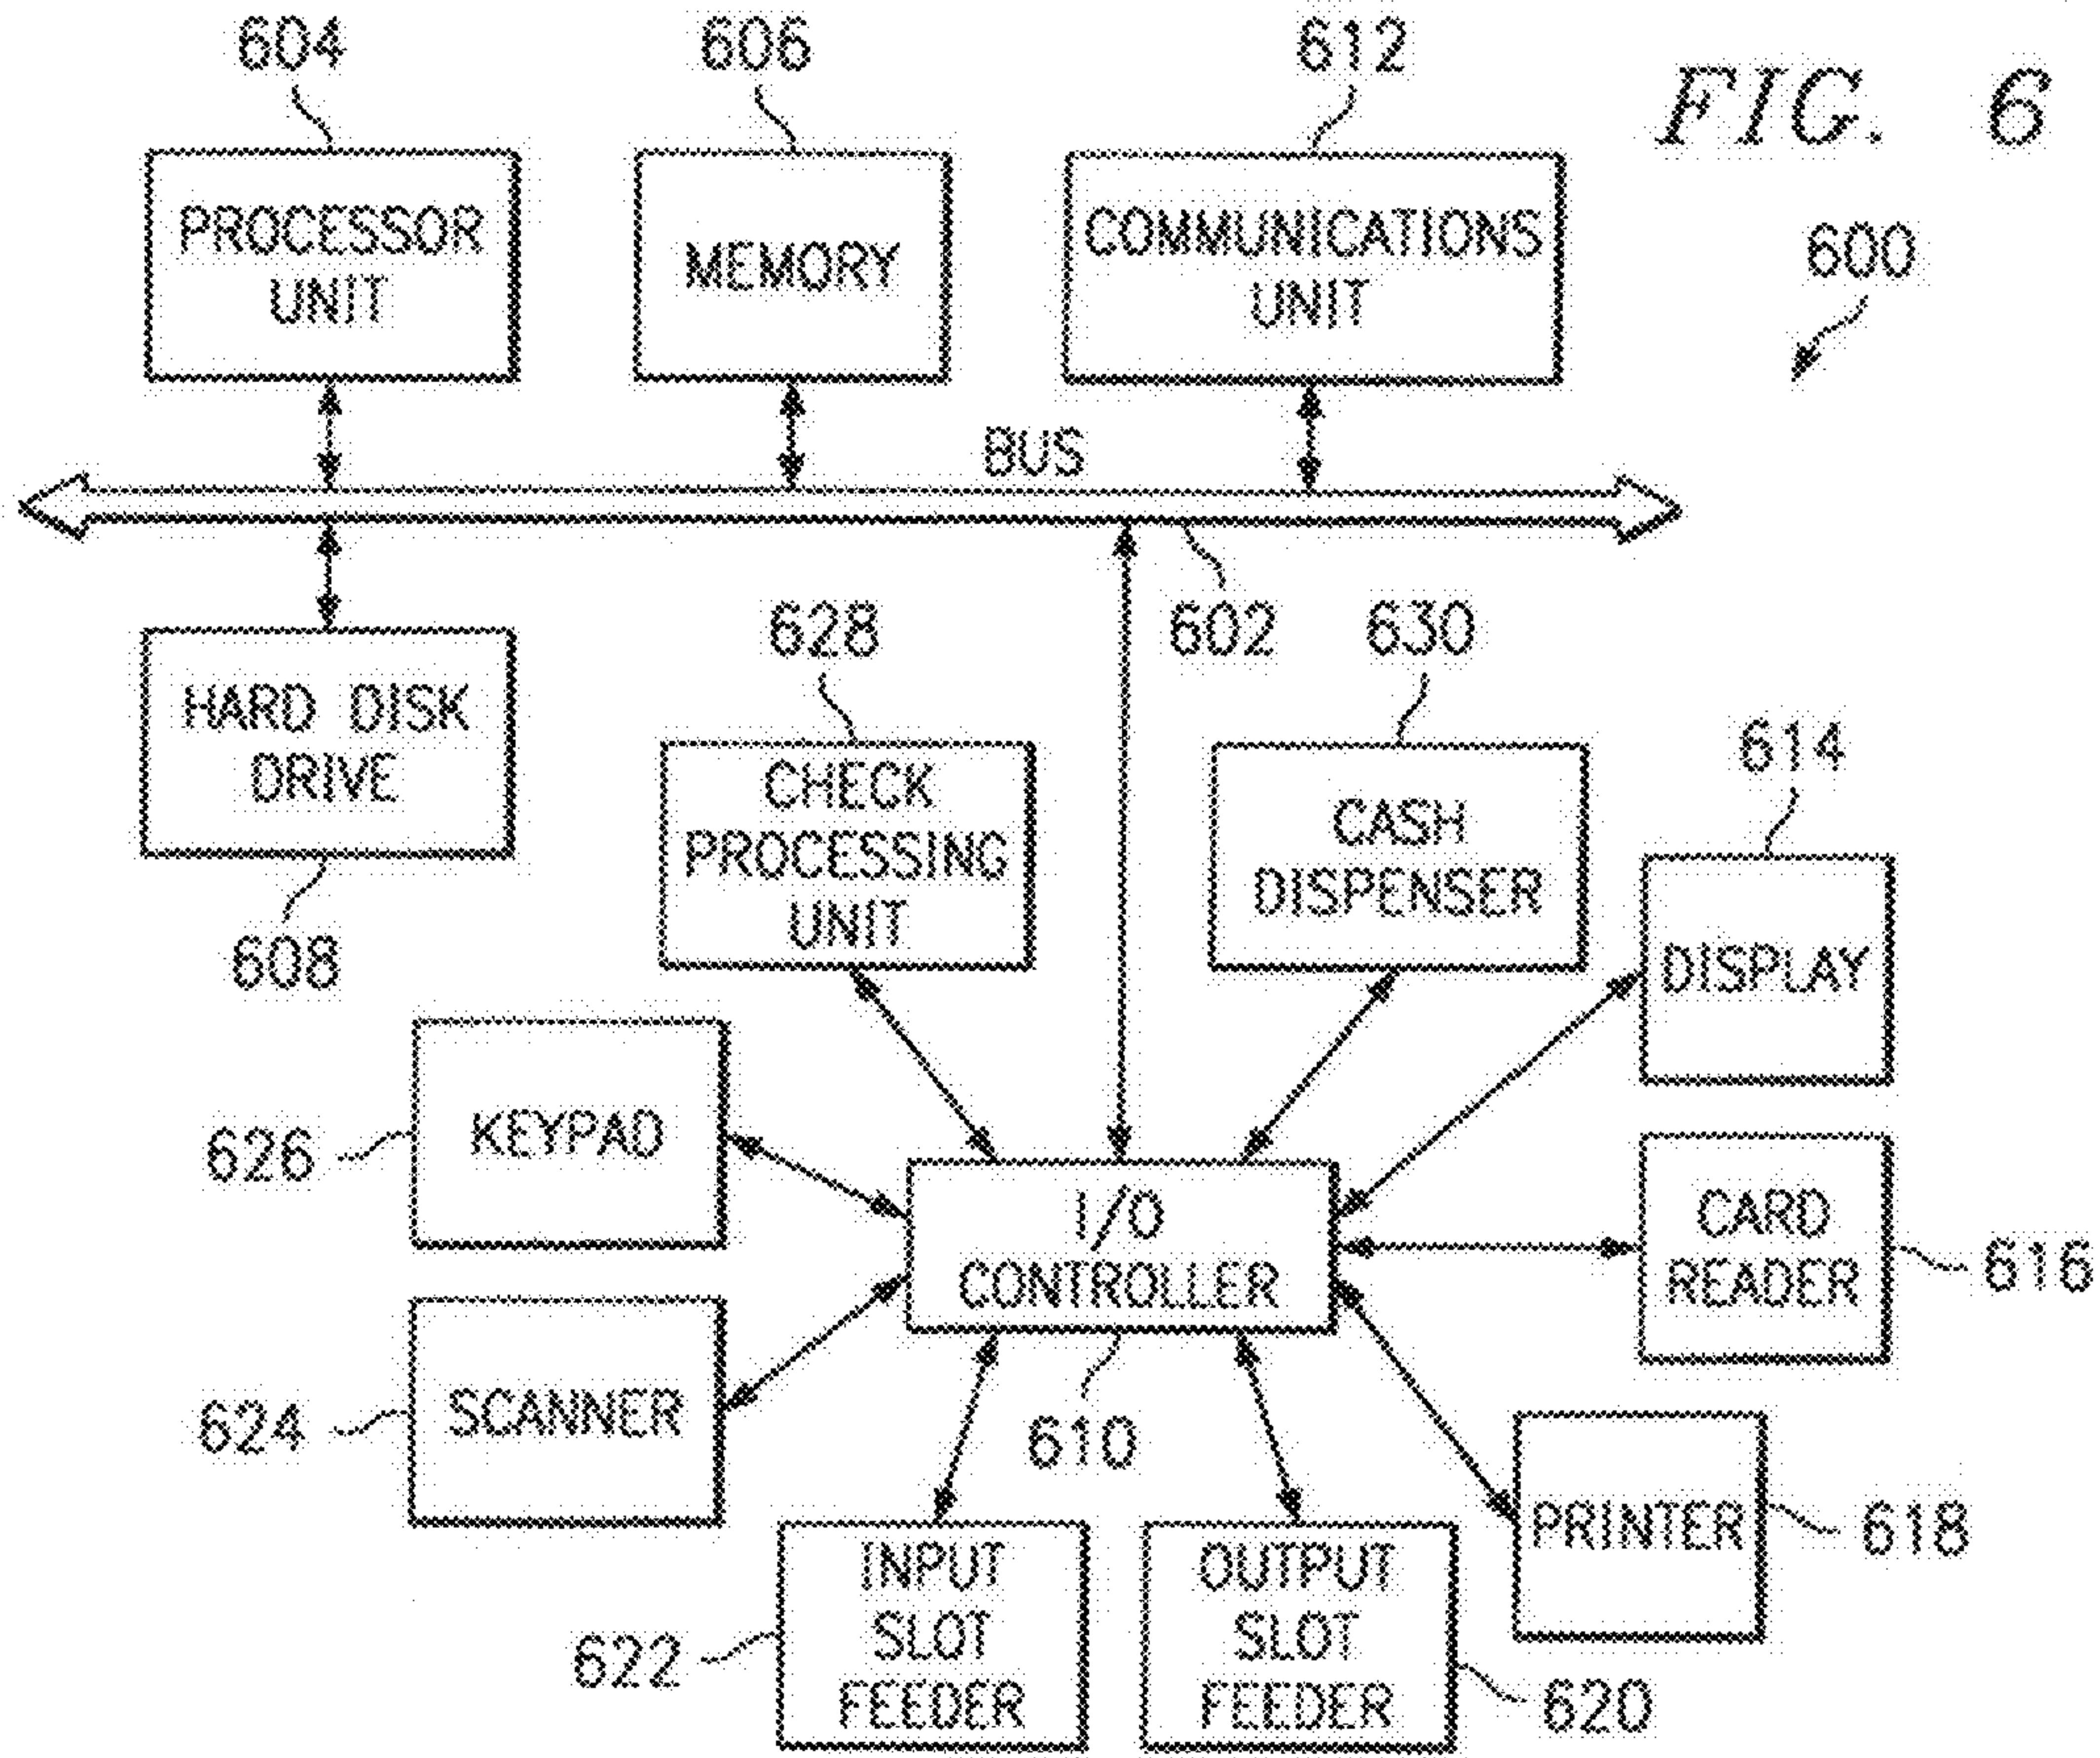 604
606
612
FIG. 6
PROCESSOR
UNIT
MEMORY
COMMUNICATIONS
UNIT
600
BUS
602
628
630
614
HARD DISK
DRIVE
608
CHECK
PROCESSING
UNIT
CASH
DISPENSER
DISPLAY
626
KEYPAD
I/O
CONTROLLER
610
CARD
READER
616
624
SCANNER
PRINTER
618
622
INPUT
SLOT
FEEDER
OUTPUT
SLOT
FEEDER
620